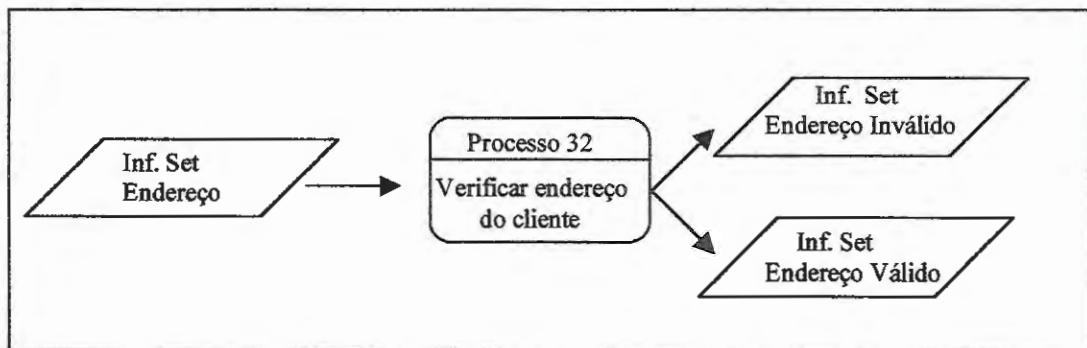 Inf. Set
Endereço
Processo 32
Verificar endereço
do cliente
Inf. Set
Endereço Inválido
Inf. Set
Endereço Válido